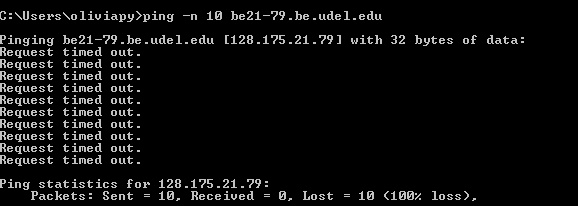 C:\Users\oliviapy>ping -n 10 be21-79.be.udel.edu
Pinging be21-79.be.udel.edu [128.175.21.79] with 32 bytes of data:
Request timed out.
Request timed out.
Request timed out.
Request timed out.
Request timed out.
Request timed out.
Request timed out.
Request timed out.
Request timed out.
Request timed out.
Ping statistics for 128.175.21.79:
Packets: Sent = 10, Received = 0, Lost = 10 (100% loss),